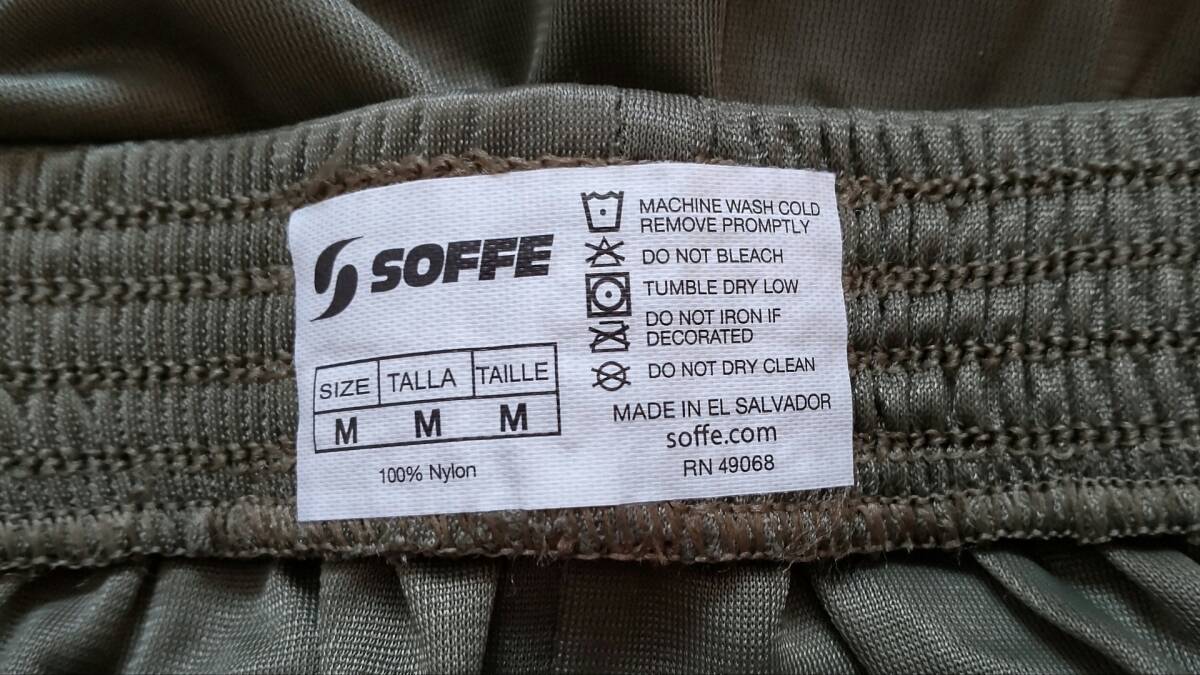 SOFFE
SIZE TALLA TAILLE
M M M
100% Nylon
MACHINE WASH COLD
REMOVE PROMPTLY
DO NOT BLEACH
TUMBLE DRY LOW
DO NOT IRON IF
DECORATED
DO NOT DRY CLEAN
MADE IN EL SALVADOR
soffe.com
RN 49068